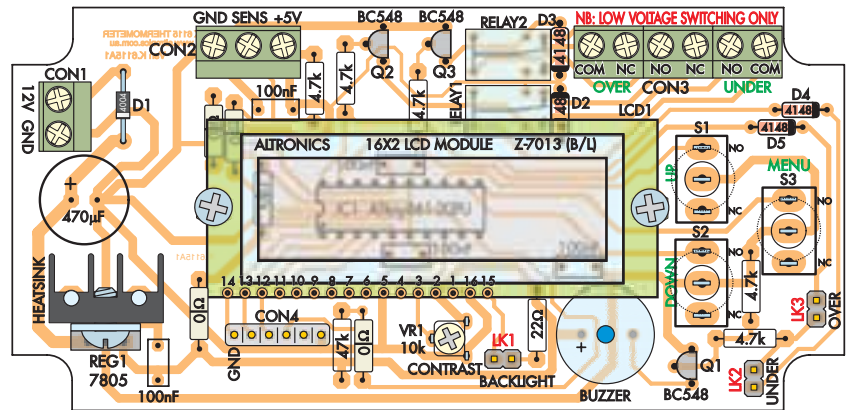 GND SENS +5V
BC548
BC548
RELAY2
D3
NB: LOW VOLTAGE SWITCHING ONLY
CON2
4148
Q2
Q3
COM
NC
NO
NC
NO
COM
CON3
OVER
UNDER
CON1
12V
GND
4004
D1
100nF
4.7k
4.7k
4.7k
RELAY1
D2
LCD1
D4
4148
4148
D5
ALTRONICS
16X2 LCD MODULE
Z-7013 (B/L)
S1
NO
UP
NC
MENU
S3
NO
NC
+
470µF
S2
NO
DOWN
NC
4.7k
HEATSINK
14 13 12 11 10 9 8 7 6 5 4 3 2 1 16 15
0Ω
CON4
GND
47k
0Ω
VR1
10k
CONTRAST
LK1
BACKLIGHT
22Ω
+
BUZZER
LK3
OVER
4.7k
Q1
BC548
LK2
UNDER
REG1
7805
100nF